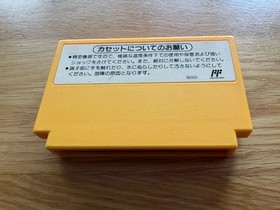 カセットについてのお願い
●精密機器ですので、極端な温度条件下での使用や保管および強い
ショックをさけてください。また、絶対に分解しないでください。
●端子部に手を触れたり、水にぬらしたりして汚さないようにして
ください。故障の原因となります。